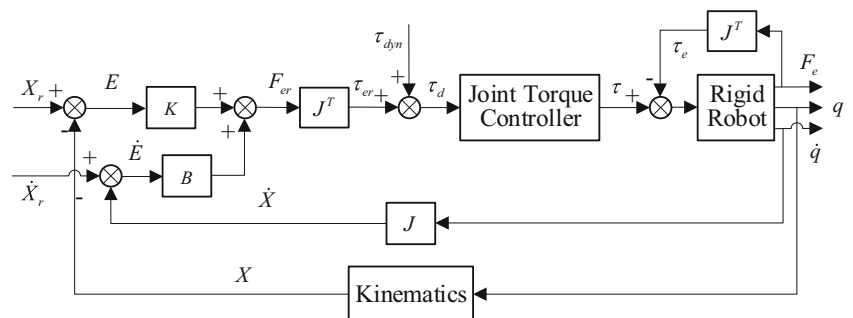 τ_dyn
J^T
τ_e
F_e
X_r + E K + F_er J^T τ_er + + τ_d Joint Torque Controller τ + - Rigid Robot q
- + Ė + q̇
Ẋ_r B
- Ẋ J
X Kinematics